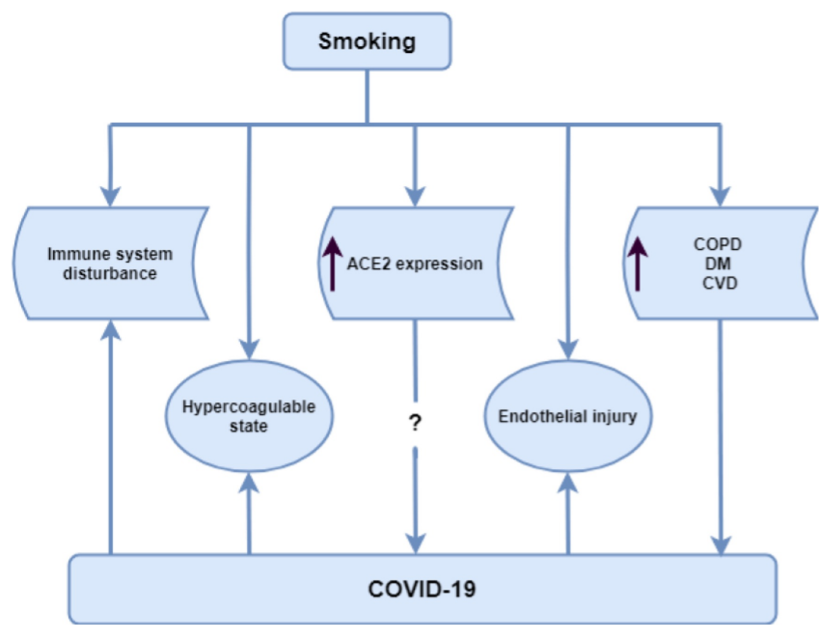 Smoking
Immune system
disturbance
ACE2 expression
COPD
DM
CVD
Hypercoagulable
state
?
Endothelial injury
COVID-19